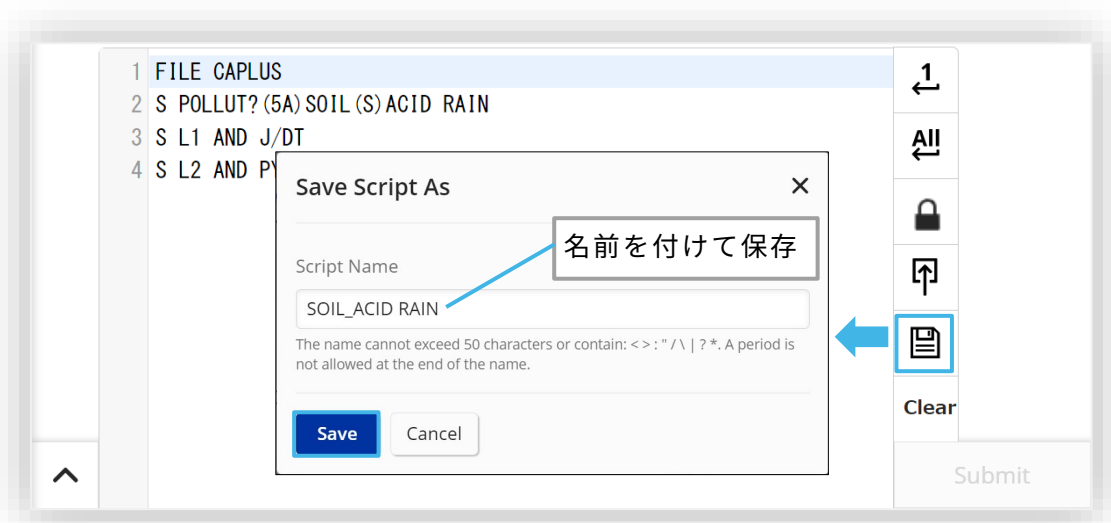 1 FILE CAPLUS
2 S POLLUT?(5A)SOIL(S)ACID RAIN
3 S L1 AND J/DT
4 S L2 AND
Save Script As
名前を付けて保存
Script Name
SOIL_ACID RAIN
The name cannot exceed 50 characters or contain: < > : " / \ | ? *. A period is
not allowed at the end of the name.
Save
Cancel
1
All
Clear
Submit